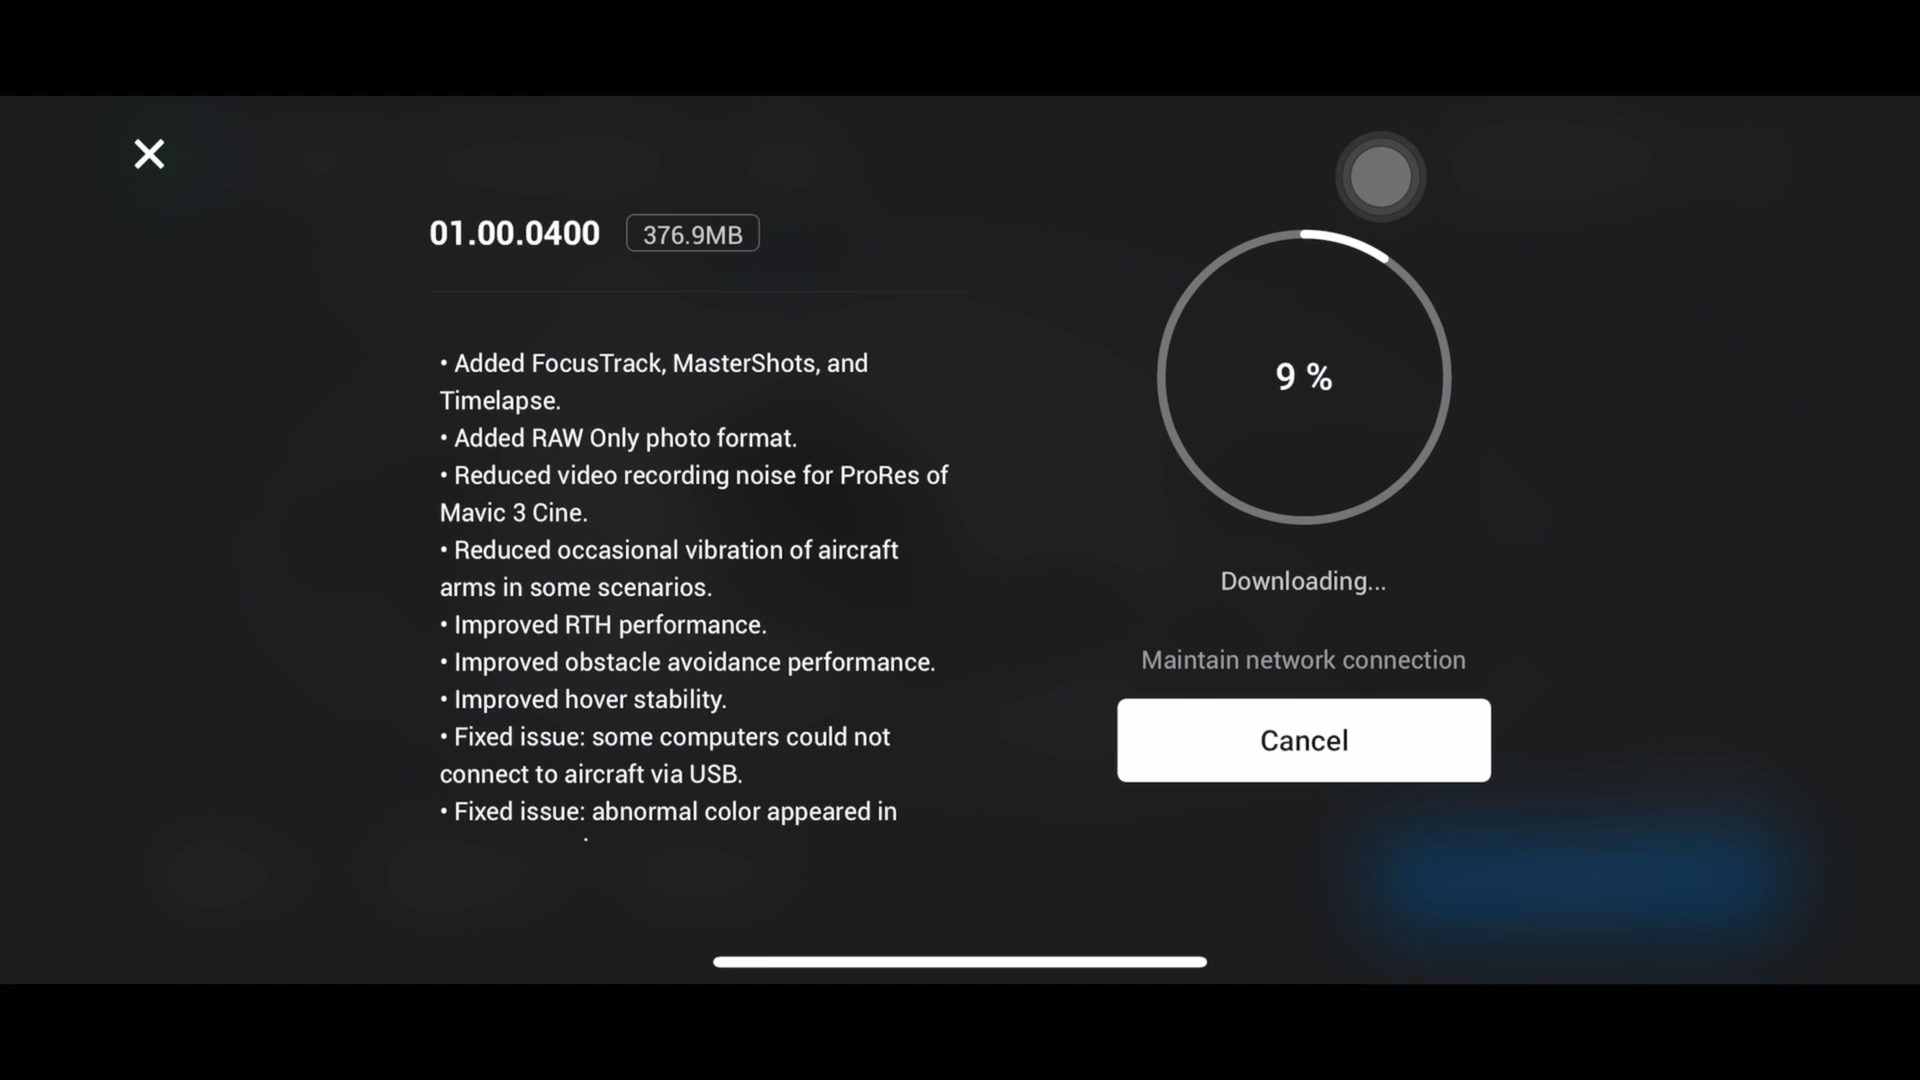 01.00.0400 376.9MB
• Added FocusTrack, MasterShots, and
Timelapse.
• Added RAW Only photo format.
• Reduced video recording noise for ProRes of
Mavic 3 Cine.
• Reduced occasional vibration of aircraft
arms in some scenarios.
• Improved RTH performance.
• Improved obstacle avoidance performance.
• Improved hover stability.
• Fixed issue: some computers could not
connect to aircraft via USB.
• Fixed issue: abnormal color appeared in
9 %
Downloading...
Maintain network connection
Cancel